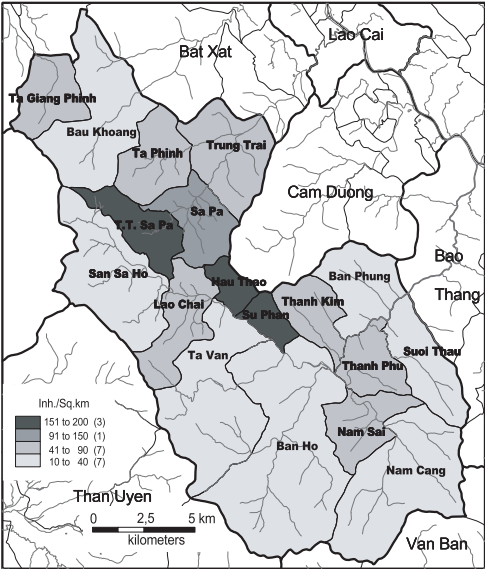 Lao Cai
Bat Xat
Ta Giang Phinh
Bau Khoang
Ta Phinh
Trung Trai
Cam Duong
Sa Pa
T.T. Sa Pa
Bao
Thang
San Sa Ho
Hau Thao
Ban Phung
Lao Chai
Thanh Kim
Su Phan
Ta Van
Suoi Thau
Thanh Phu
Inh./Sq.km
151 to 200 (3)
91 to 150 (1)
41 to 90 (7)
10 to 40 (7)
Nam Sai
Ban Ho
Nam Cang
Than Uyen
0 2,5 5 km
kilometers
Van Ban